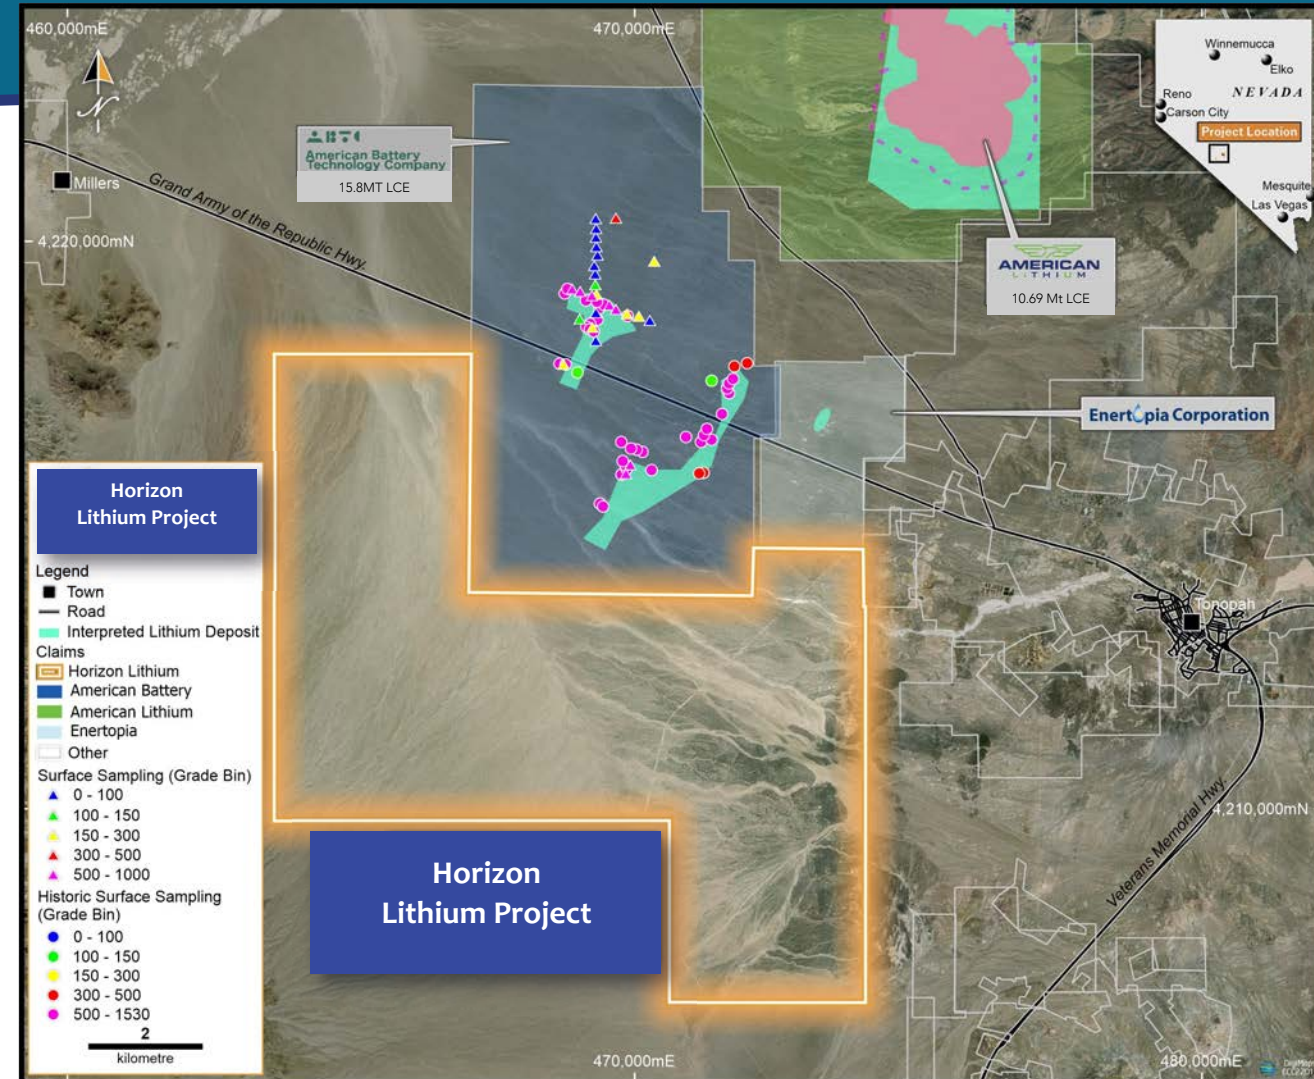 460,000mE
470,000mE
N
Winnemucca
Elko
NEVADA
Reno
Carson City
Project Location
Mesquite
Las Vegas
American Battery
Technology Company
15.8MT LCE
Millers
Grand Army of the Republic Hwy.
4,220,000mN
AMERICAN
LITHIUM
10.69 Mt LCE
Enertopia Corporation
Horizon
Lithium Project
Legend
Town
Road
Interpreted Lithium Deposit
Claims
Horizon Lithium
American Battery
American Lithium
Enertopia
Other
Surface Sampling (Grade Bin)
0 - 100
100 - 150
150 - 300
300 - 500
500 - 1000
Historic Surface Sampling
(Grade Bin)
0 - 100
100 - 150
150 - 300
300 - 500
500 - 1530
2
kilometre
Tonopah
Veterans Memorial Hwy.
4,210,000mN
Horizon
Lithium Project
470,000mE
480,000mE